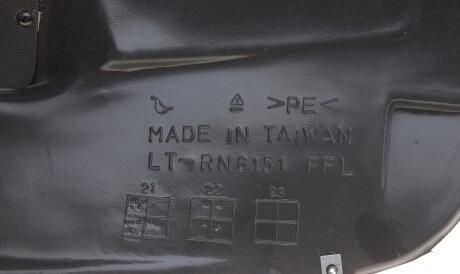 >PE<
MADE IN TAIWAN
LT-RN6151 FFL
21 22 23